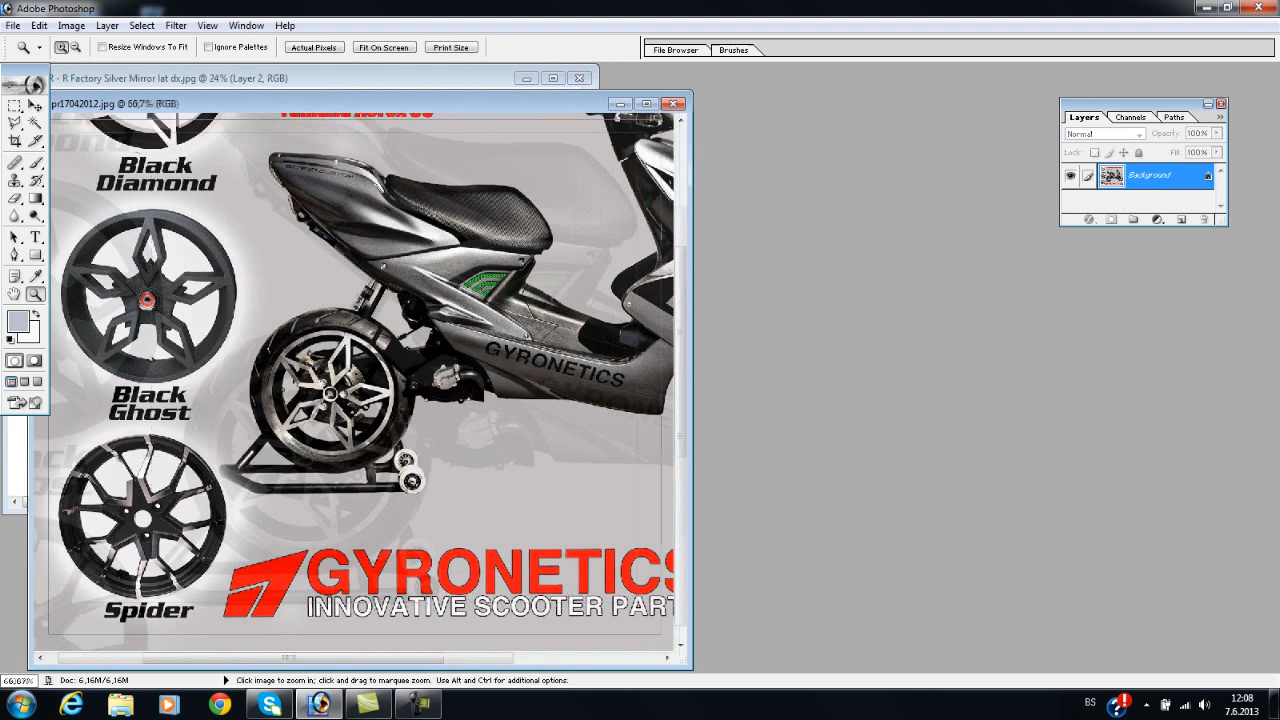 Adobe Photoshop
File Edit Image Layer Select Filter View Window Help
Resize Windows To Fit Ignore Palettes Actual Pixels Fit On Screen Print Size File Browser Brushes
R - R Factory Silver Mirror lat dx.jpg @ 24% (Layer 2, RGB)
pr17042012.jpg @ 66,7% (RGB)
Layers Channels Paths
Normal Opacity: 100%
Lock: Fill: 100%
Background
Black
Diamond
Black
Ghost
GYRONETICS
Spider
GYRONETICS
INNOVATIVE SCOOTER PART
66,67% Doc: 6,16M/6,16M Click image to zoom in; click and drag to marquee zoom. Use Alt and Ctrl for additional options.
BS 12:08
7.6.2013